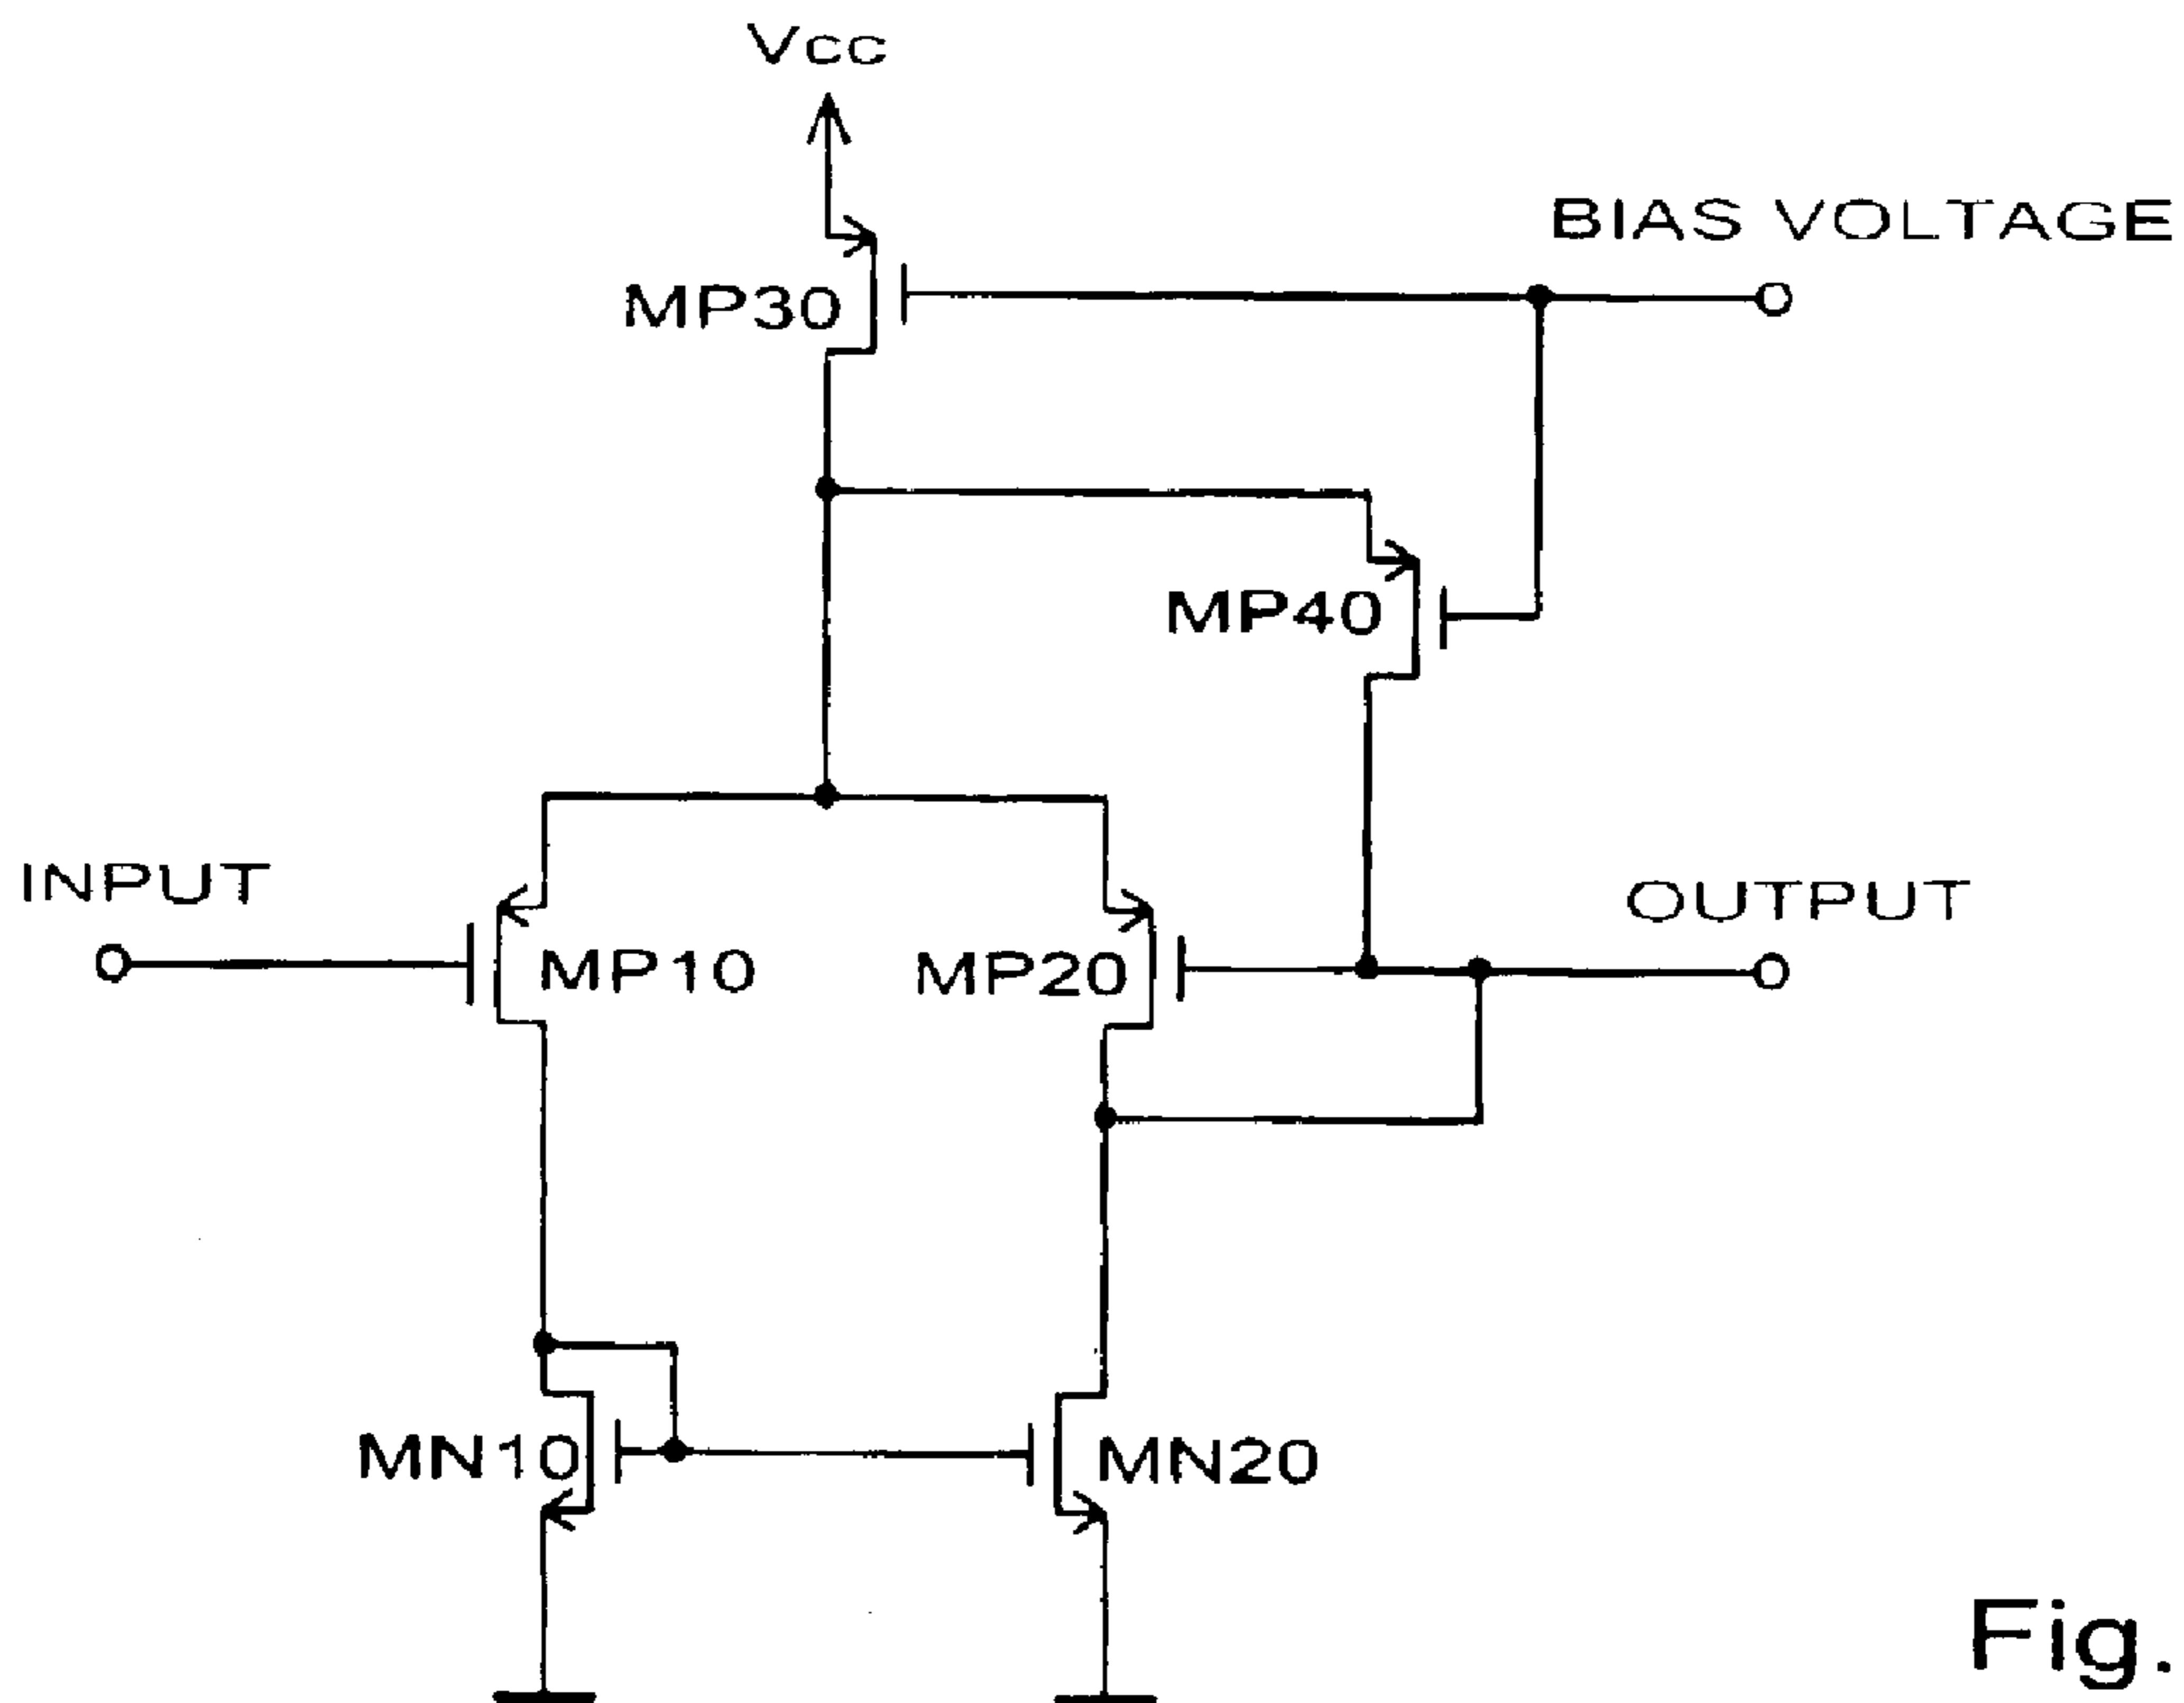 Vcc
BIAS VOLTAGE
MP30
MP40
INPUT
OUTPUT
MP10
MP20
MN10
MN20
Fig.